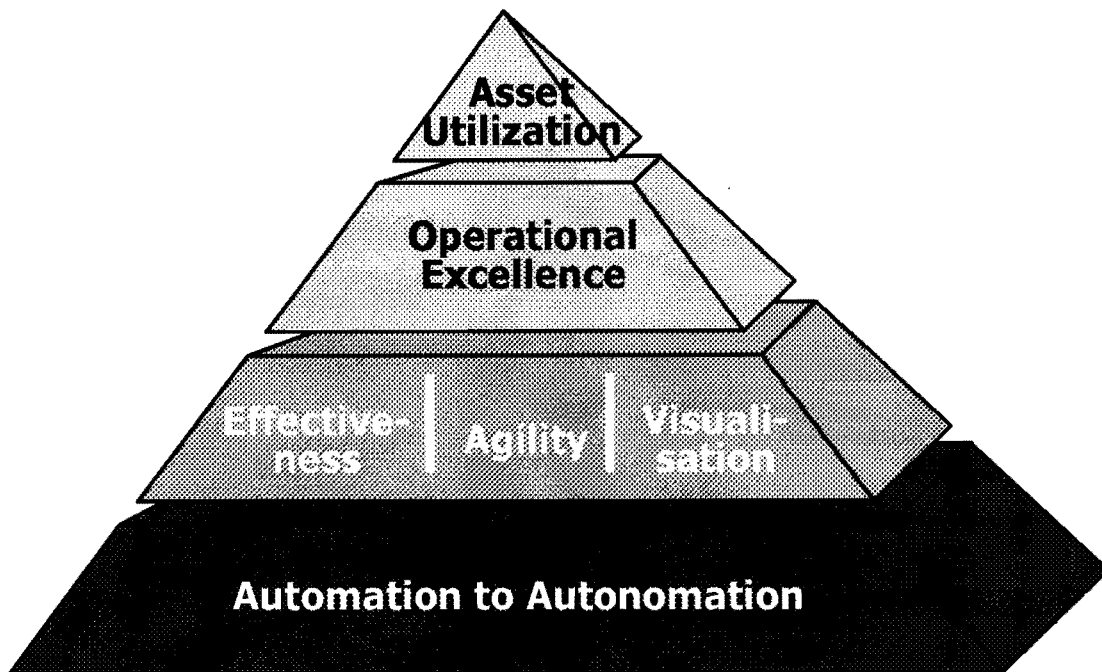 Asset
Utilization
Operational
Excellence
Effective- Agility Visuali-
ness sation
Automation to Autonomation